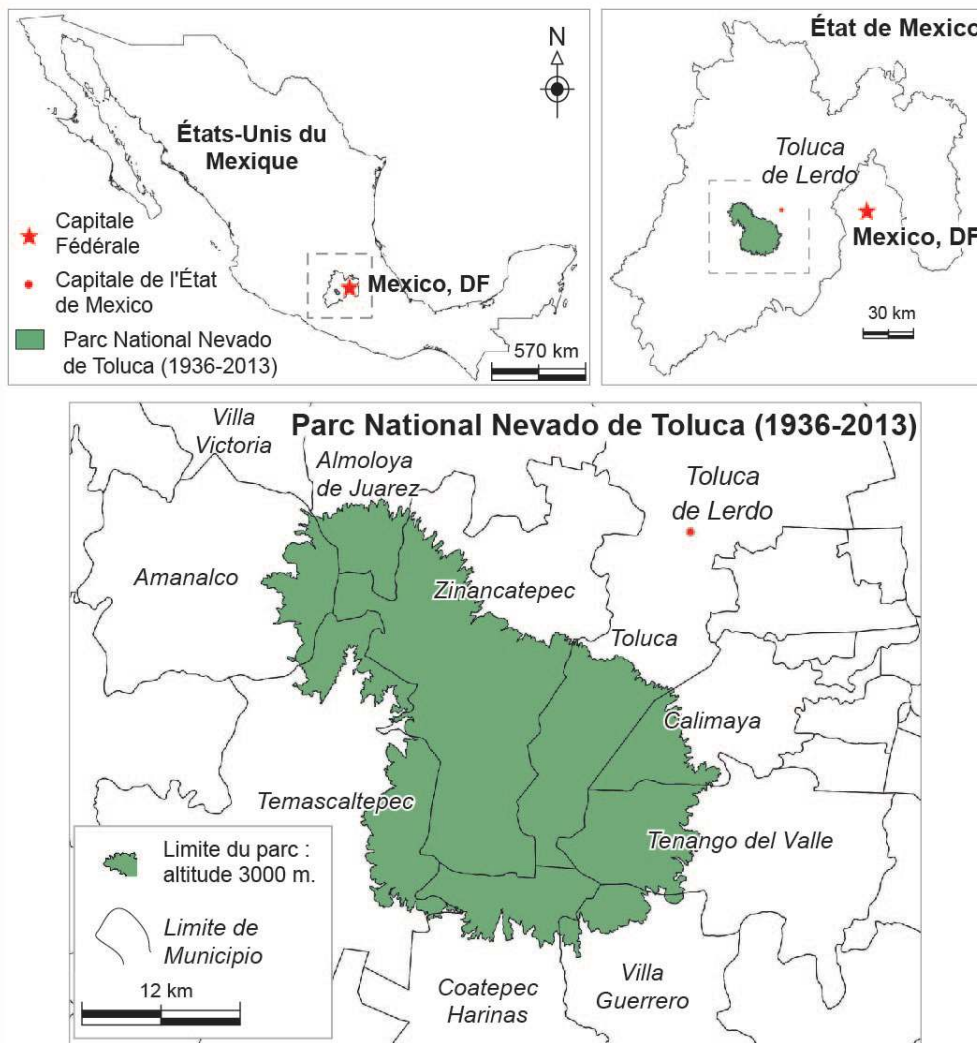 N
États-Unis du
Mexique
Capitale
Fédérale
Capitale de l'État
de Mexico
Parc National Nevado
de Toluca (1936-2013)
Mexico, DF
570 km
État de Mexico
Toluca
de Lerdo
Mexico, DF
30 km
Parc National Nevado de Toluca (1936-2013)
Villa
Victoria
Almoloya
de Juarez
Toluca
de Lerdo
Amanalco
Zinancatepec
Toluca
Calimaya
Temascaltepec
Tenango del Valle
Limite du parc :
altitude 3000 m.
Limite de
Municipio
12 km
Coatepec
Harinas
Villa
Guerrero